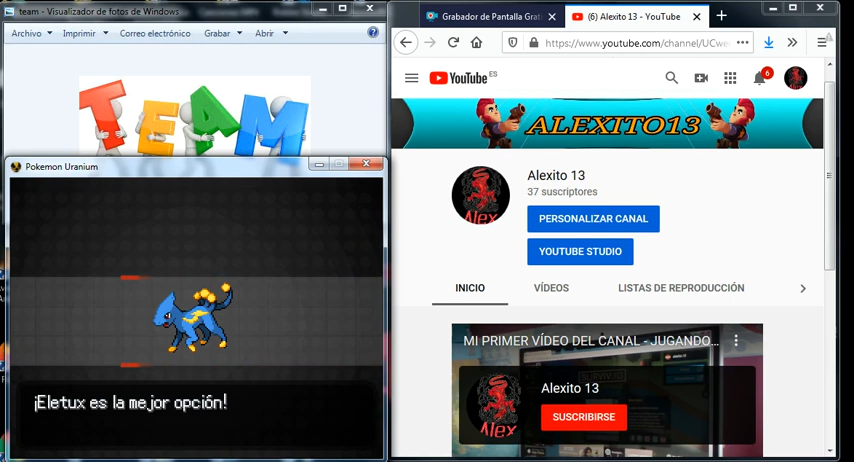 team - Visualizador de fotos de Windows
Archivo Imprimir Correo electrónico Grabar Abrir
TEAM
Pokemon Uranium
¡Eletux es la mejor opción!
Grabador de Pantalla Grat
(6) Alexito 13 - YouTube
https://www.youtube.com/channel/UCw
YouTube ES
6
ALEXITO13
Alex
Alexito 13
37 suscriptores
PERSONALIZAR CANAL
YOUTUBE STUDIO
INICIO VÍDEOS LISTAS DE REPRODUCCIÓN
MI PRIMER VÍDEO DEL CANAL - JUGANDO...
Alex
Alexito 13
SUSCRIBIRSE